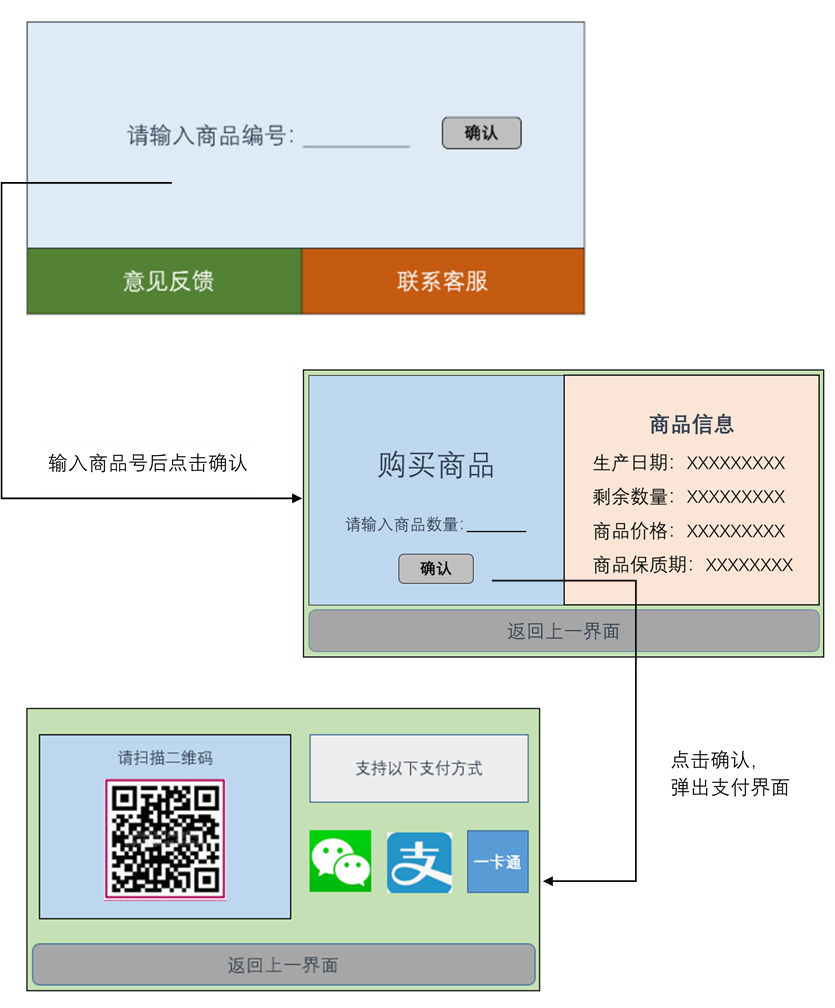 请输入商品编号：________ 确认
意见反馈 联系客服
输入商品号后点击确认
购买商品
请输入商品数量：______
确认
商品信息
生产日期：XXXXXXXXX
剩余数量：XXXXXXXXX
商品价格：XXXXXXXXX
商品保质期：XXXXXXXX
返回上一界面
点击确认，
弹出支付界面
请扫描二维码
支持以下支付方式
支
一卡通
返回上一界面